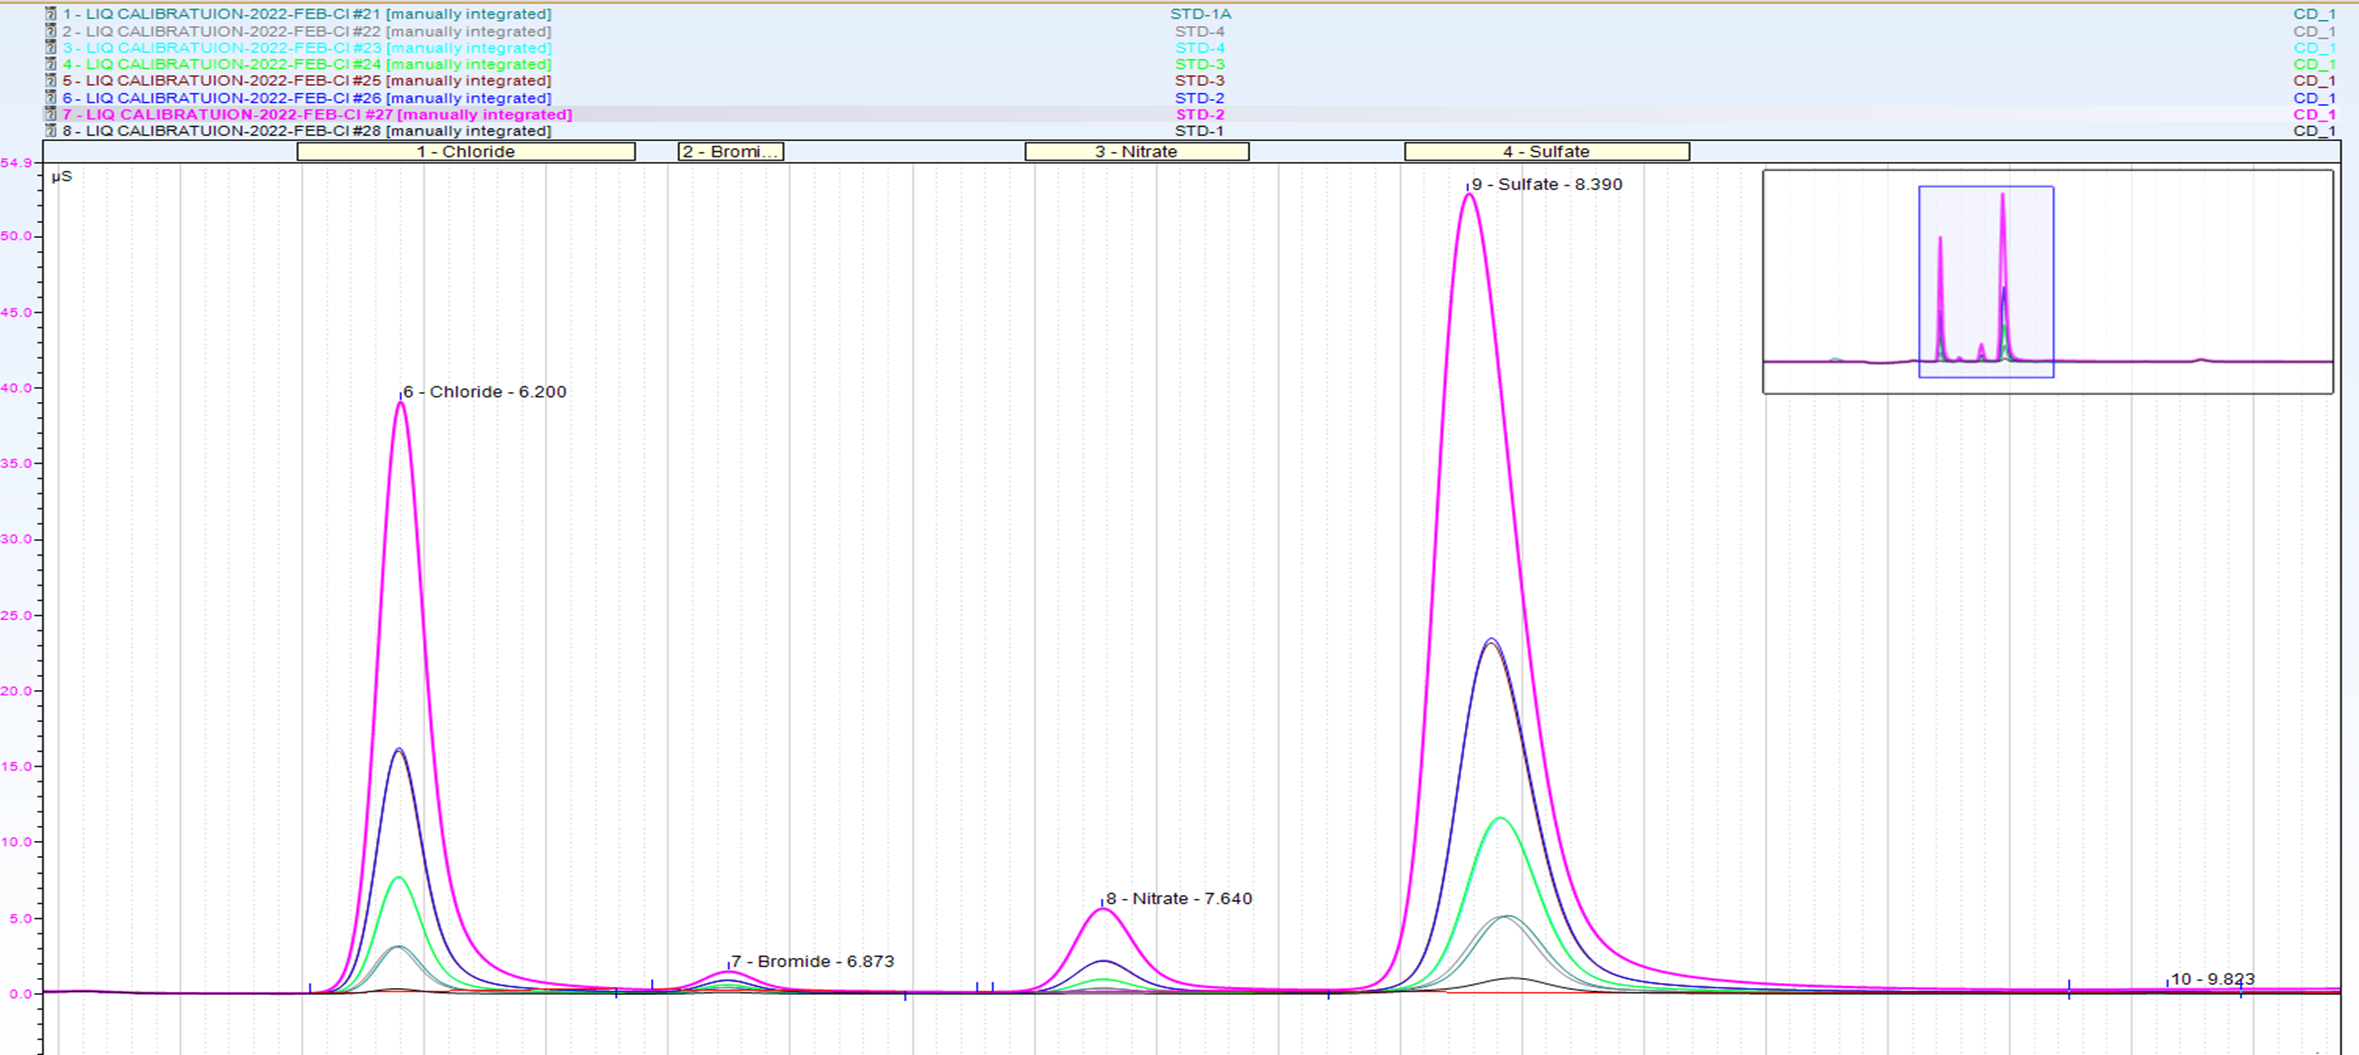 1 - LIQ CALIBRATUION-2022-FEB-CI #21 [manually integrated] STD-1A CD_1
2 - LIQ CALIBRATUION-2022-FEB-CI #22 [manually integrated] STD-4 CD_1
3 - LIQ CALIBRATUION-2022-FEB-CI #23 [manually integrated] STD-4 CD_1
4 - LIQ CALIBRATUION-2022-FEB-CI #24 [manually integrated] STD-3 CD_1
5 - LIQ CALIBRATUION-2022-FEB-CI #25 [manually integrated] STD-3 CD_1
6 - LIQ CALIBRATUION-2022-FEB-CI #26 [manually integrated] STD-2 CD_1
7 - LIQ CALIBRATUION-2022-FEB-CI #27 [manually integrated] STD-2 CD_1
8 - LIQ CALIBRATUION-2022-FEB-CI #28 [manually integrated] STD-1 CD_1
1 - Chloride 2 - Bromi... 3 - Nitrate 4 - Sulfate
54.9
µS
9 - Sulfate - 8.390
50.0
45.0
40.0
6 - Chloride - 6.200
35.0
30.0
25.0
20.0
15.0
10.0
5.0
8 - Nitrate - 7.640
7 - Bromide - 6.873
10 - 9.823
0.0